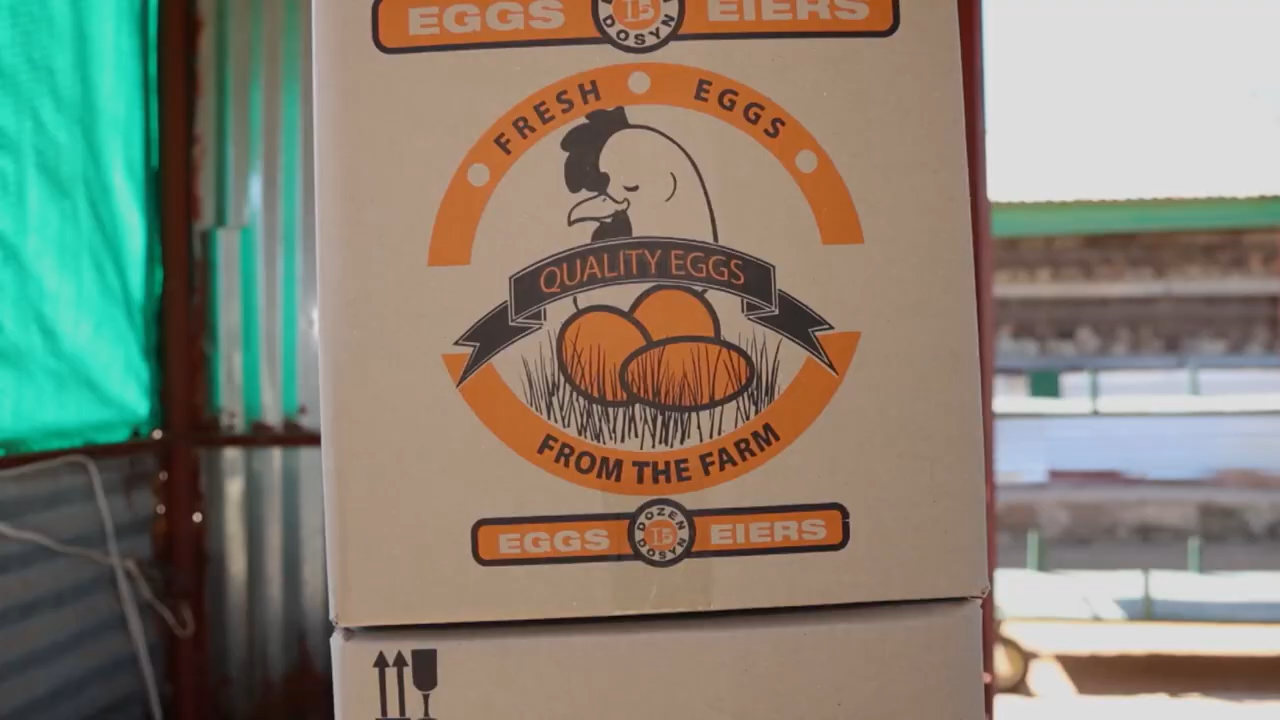 EGGS 15 EIERS
DOSYN
FRESH EGGS
QUALITY EGGS
FROM THE FARM
DOZEN
EGGS 15 EIERS
DOSYN